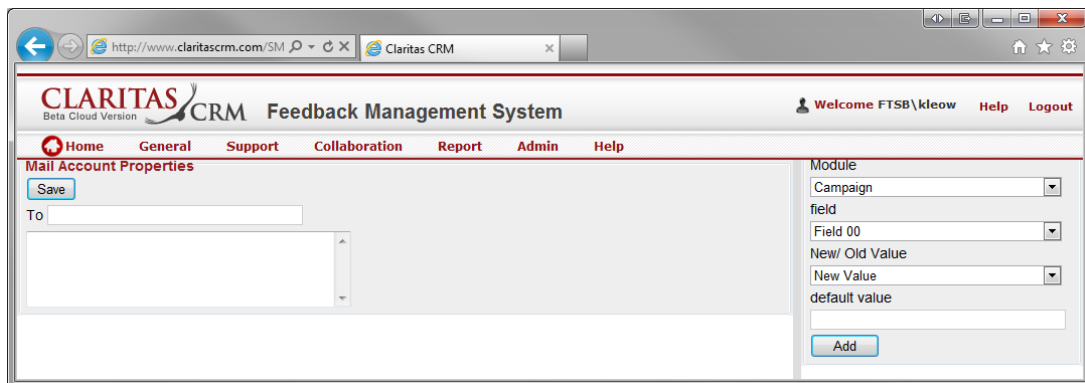 http://www.claritascrm.com/SM
Claritas CRM
CLARITAS CRM
Beta Cloud Version
Feedback Management System
Welcome FTSB\kleow Help Logout
Home General Support Collaboration Report Admin Help
Mail Account Properties
Save
To
Module
Campaign
field
Field 00
New/ Old Value
New Value
default value
Add